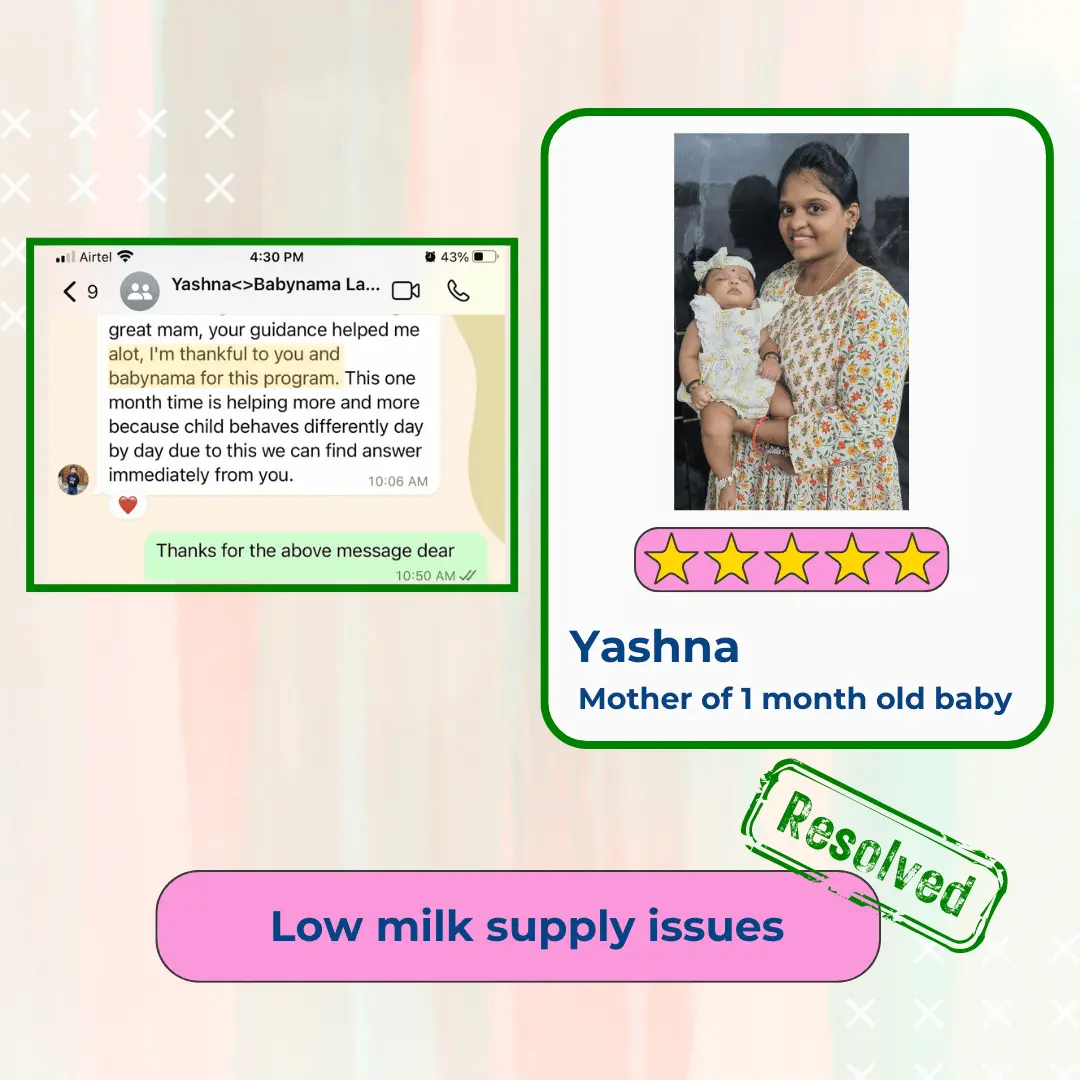 Airtel 4:30 PM 43%
9 Yashna<>Babynama La...
great mam, your guidance helped me
alot, I'm thankful to you and
babynama for this program. This one
month time is helping more and more
because child behaves differently day
by day due to this we can find answer
immediately from you.
10:06 AM
Thanks for the above message dear
10:50 AM
Yashna
Mother of 1 month old baby
Resolved
Low milk supply issues